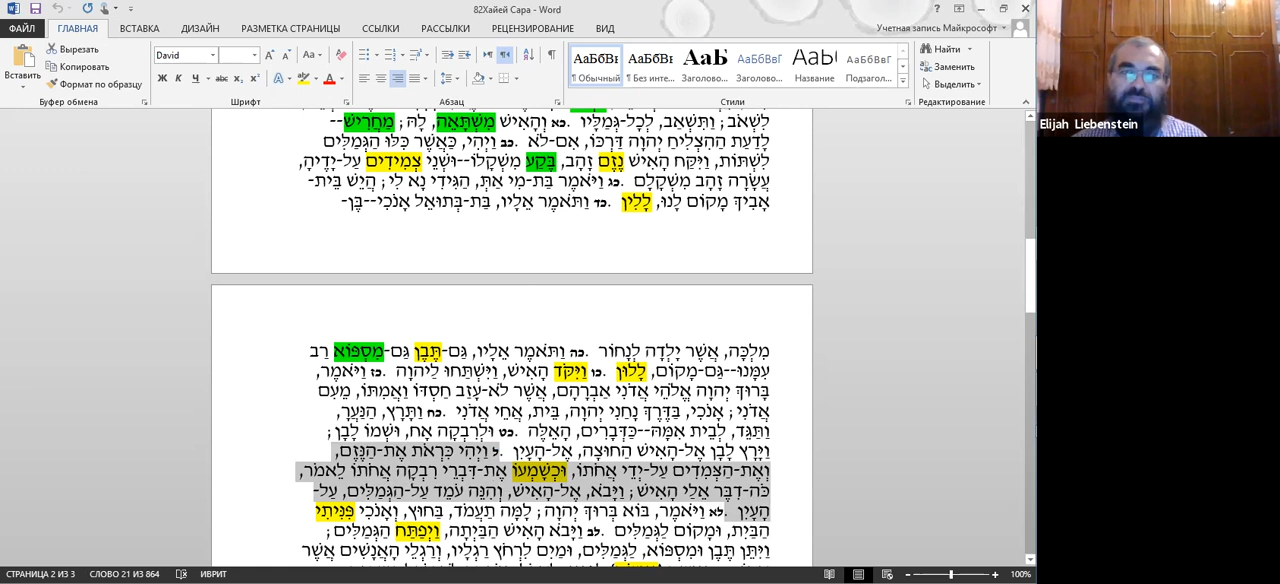 82Хайей Сара - Word
ФАЙЛ ГЛАВНАЯ ВСТАВКА ДИЗАЙН РАЗМЕТКА СТРАНИЦЫ ССЫЛКИ РАССЫЛКИ РЕЦЕНЗИРОВАНИЕ ВИД Учетная запись Майкрософт
Вставить
Вырезать
Копировать
Формат по образцу
Буфер обмена
David
Ж К Ч
Шрифт
Абзац
АаБбВвГ АаБбВвГ АаБ АаБбВвГ АаЫ АаБбВвГ
¶ Обычный ¶ Без инте... Заголово... Заголово... Название Подзагол...
Стили
Найти
Заменить
Выделить
Редактирование
Elijah Liebenstein
לִשְׁאֹב; וַתִּשְׁאַב, לְכָל-גְּמַלָּיו. כא וְהָאִישׁ מִשְׁתָּאֵה, לָהּ; מַחֲרִישׁ--
לָדַעַת הַהִצְלִיחַ יְהוָה דַּרְכּוֹ, אִם-לֹא. כב וַיְהִי, כַּאֲשֶׁר כִּלּוּ הַגְּמַלִּים
לִשְׁתּוֹת, וַיִּקַּח הָאִישׁ נֶזֶם זָהָב, בֶּקַע מִשְׁקָלוֹ--וּשְׁנֵי צְמִידִים עַל-יָדֶיהָ,
עֲשָׂרָה זָהָב מִשְׁקָלָם. כג וַיֹּאמֶר בַּת-מִי אַתְּ, הַגִּידִי נָא לִי; הֲיֵשׁ בֵּית-
אָבִיךְ מָקוֹם לָנוּ, לָלִין. כד וַתֹּאמֶר אֵלָיו, בַּת-בְּתוּאֵל אָנֹכִי--בֶּן-
מִלְכָּה, אֲשֶׁר יָלְדָה לְנָחוֹר. כה וַתֹּאמֶר אֵלָיו, גַּם-תֶּבֶן גַּם-מִסְפּוֹא רַב
עִמָּנוּ--גַּם-מָקוֹם, לָלוּן. כו וַיִּקֹּד הָאִישׁ, וַיִּשְׁתַּחוּ לַיהוָה. כז וַיֹּאמֶר,
בָּרוּךְ יְהוָה אֱלֹהֵי אֲדֹנִי אַבְרָהָם, אֲשֶׁר לֹא-עָזַב חַסְדּוֹ וַאֲמִתּוֹ, מֵעִם
אֲדֹנִי; אָנֹכִי, בַּדֶּרֶךְ נָחַנִי יְהוָה, בֵּית, אֲחֵי אֲדֹנִי. כח וַתָּרָץ, הַנַּעֲרָ,
וַתַּגֵּד, לְבֵית אִמָּהּ--כַּדְּבָרִים, הָאֵלֶּה. כט וּלְרִבְקָה אָח, וּשְׁמוֹ לָבָן;
וַיָּרָץ לָבָן אֶל-הָאִישׁ הַחוּצָה, אֶל-הָעָיִן. ל וַיְהִי כִּרְאֹת אֶת-הַנֶּזֶם,
וְאֶת-הַצְּמִדִים עַל-יְדֵי אֲחֹתוֹ, וּכְשָׁמְעוֹ אֶת-דִּבְרֵי רִבְקָה אֲחֹתוֹ לֵאמֹר,
כֹּה-דִבֶּר אֵלַי הָאִישׁ; וַיָּבֹא, אֶל-הָאִישׁ, וְהִנֵּה עֹמֵד עַל-הַגְּמַלִּים, עַל-
הָעָיִן. לא וַיֹּאמֶר, בּוֹא בְּרוּךְ יְהוָה; לָמָּה תַעֲמֹד, בַּחוּץ, וְאָנֹכִי פִּנִּיתִי
הַבַּיִת, וּמָקוֹם לַגְּמַלִּים. לב וַיָּבֹא הָאִישׁ הַבַּיְתָה, וַיְפַתַּח הַגְּמַלִּים;
וַיִּתֵּן תֶּבֶן וּמִסְפּוֹא, לַגְּמַלִּים, וּמַיִם לִרְחֹץ רַגְלָיו, וְרַגְלֵי הָאֲנָשִׁים אֲשֶׁר
СТРАНИЦА 2 ИЗ 3 СЛОВО 21 ИЗ 864 ИВРИТ 100%